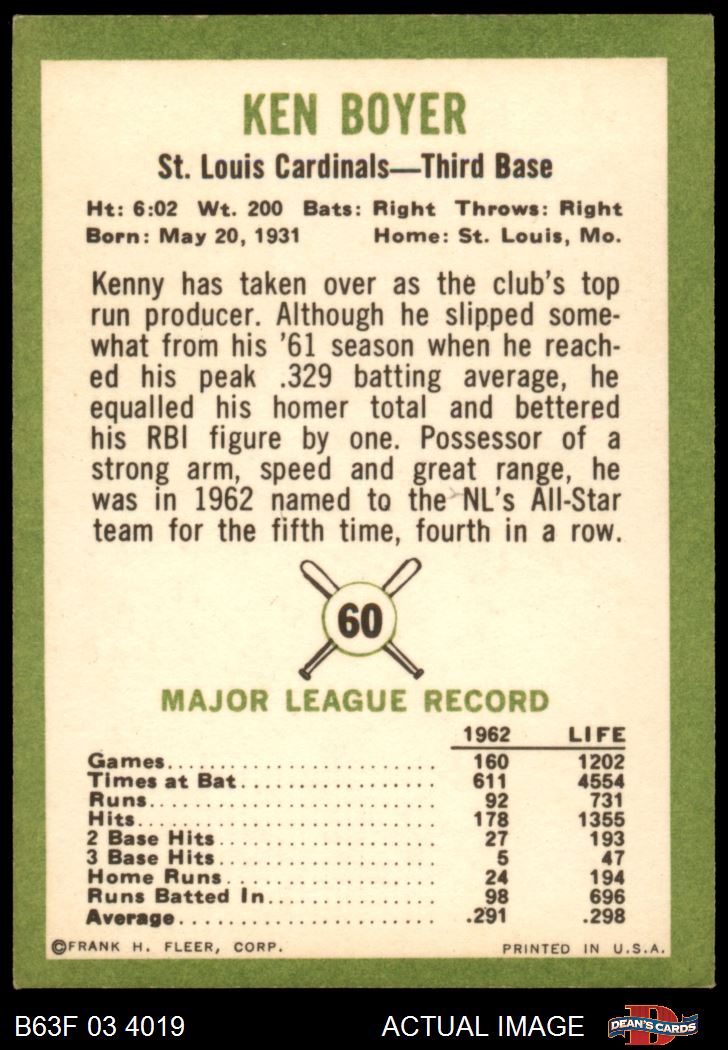 KEN BOYER
St. Louis Cardinals—Third Base
Ht: 6:02 Wt. 200 Bats: Right Throws: Right
Born: May 20, 1931 Home: St. Louis, Mo.
Kenny has taken over as the club's top
run producer. Although he slipped some-
what from his '61 season when he reach-
ed his peak .329 batting average, he
equalled his homer total and bettered
his RBI figure by one. Possessor of a
strong arm, speed and great range, he
was in 1962 named to the NL's All-Star
team for the fifth time, fourth in a row.
60
MAJOR LEAGUE RECORD
1962 LIFE
Games 160 1202
Times at Bat 611 4554
Runs 92 731
Hits 178 1355
2 Base Hits 27 193
3 Base Hits 5 47
Home Runs 24 194
Runs Batted In 98 696
Average .291 .298
©FRANK H. FLEER, CORP. PRINTED IN U.S.A.
B63F 03 4019 ACTUAL IMAGE D DEAN'S CARDS